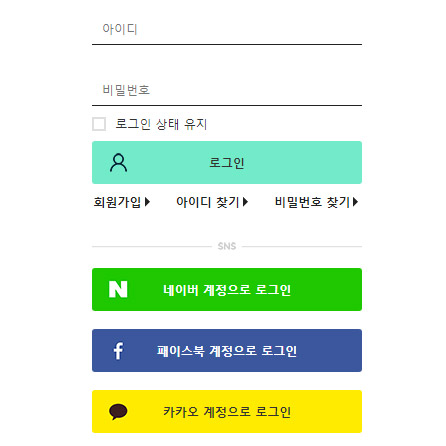 아이디
비밀번호
로그인 상태 유지
로그인
회원가입 아이디 찾기 비밀번호 찾기
SNS
N 네이버 계정으로 로그인
f 페이스북 계정으로 로그인
카카오 계정으로 로그인